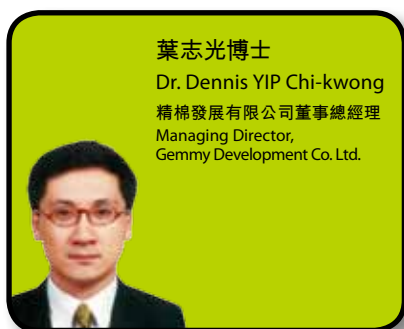 葉志光博士
Dr. Dennis YIP Chi-kwong
精棉發展有限公司董事總經理
Managing Director,
Gemmy Development Co. Ltd.